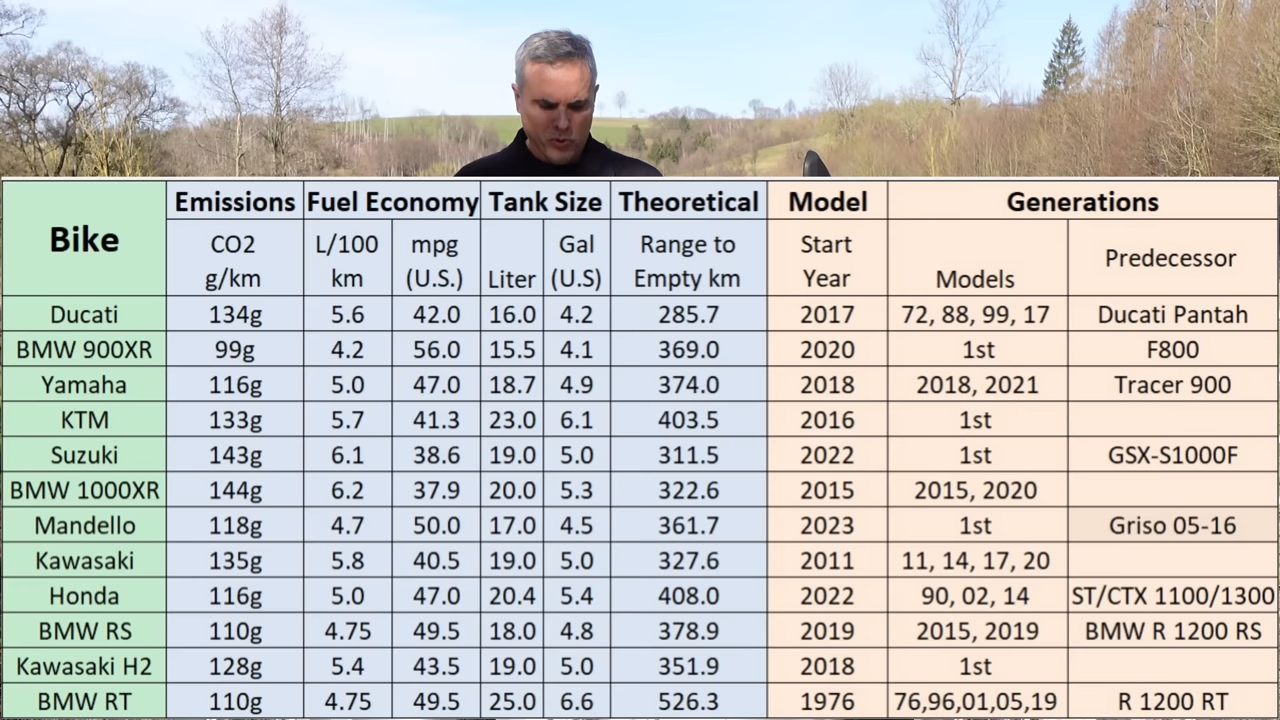 Bike Emissions Fuel Economy Tank Size Theoretical Model Generations
CO2 g/km L/100 km mpg (U.S.) Liter Gal (U.S) Range to Empty km Start Year Models Predecessor
Ducati 134g 5.6 42.0 16.0 4.2 285.7 2017 72, 88, 99, 17 Ducati Pantah
BMW 900XR 99g 4.2 56.0 15.5 4.1 369.0 2020 1st F800
Yamaha 116g 5.0 47.0 18.7 4.9 374.0 2018 2018, 2021 Tracer 900
KTM 133g 5.7 41.3 23.0 6.1 403.5 2016 1st
Suzuki 143g 6.1 38.6 19.0 5.0 311.5 2022 1st GSX-S1000F
BMW 1000XR 144g 6.2 37.9 20.0 5.3 322.6 2015 2015, 2020
Mandello 118g 4.7 50.0 17.0 4.5 361.7 2023 1st Griso 05-16
Kawasaki 135g 5.8 40.5 19.0 5.0 327.6 2011 11, 14, 17, 20
Honda 116g 5.0 47.0 20.4 5.4 408.0 2022 90, 02, 14 ST/CTX 1100/1300
BMW RS 110g 4.75 49.5 18.0 4.8 378.9 2019 2015, 2019 BMW R 1200 RS
Kawasaki H2 128g 5.4 43.5 19.0 5.0 351.9 2018 1st
BMW RT 110g 4.75 49.5 25.0 6.6 526.3 1976 76,96,01,05,19 R 1200 RT